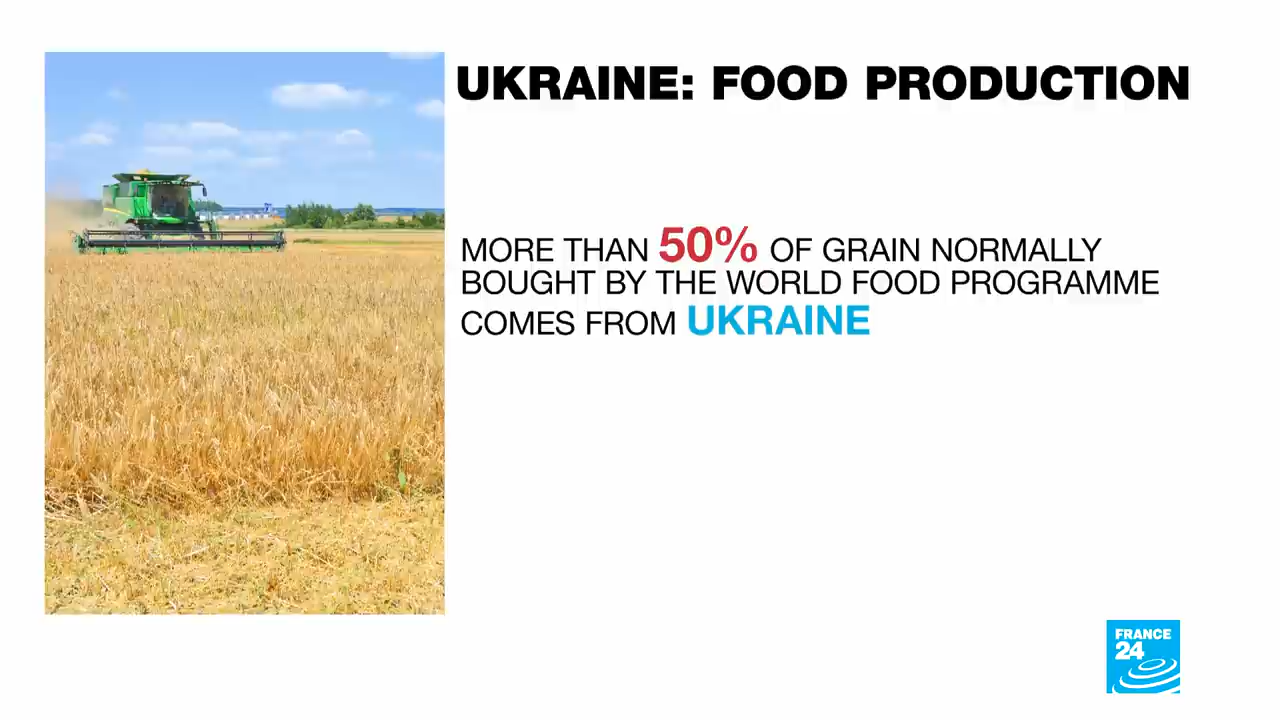 UKRAINE: FOOD PRODUCTION
MORE THAN 50% OF GRAIN NORMALLY
BOUGHT BY THE WORLD FOOD PROGRAMME
COMES FROM UKRAINE
FRANCE
24